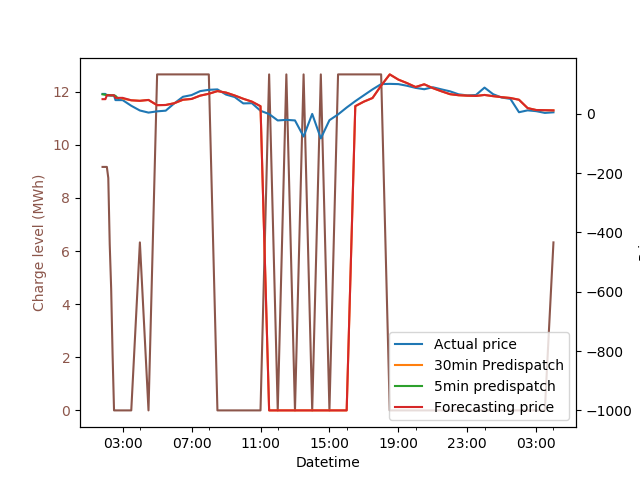 12
10
8
6
4
2
0
Charge level (MWh)
0
−200
−400
−600
−800
−1000
Actual price
30min Predispatch
5min predispatch
Forecasting price
03:00 07:00 11:00 15:00 19:00 23:00 03:00
Datetime